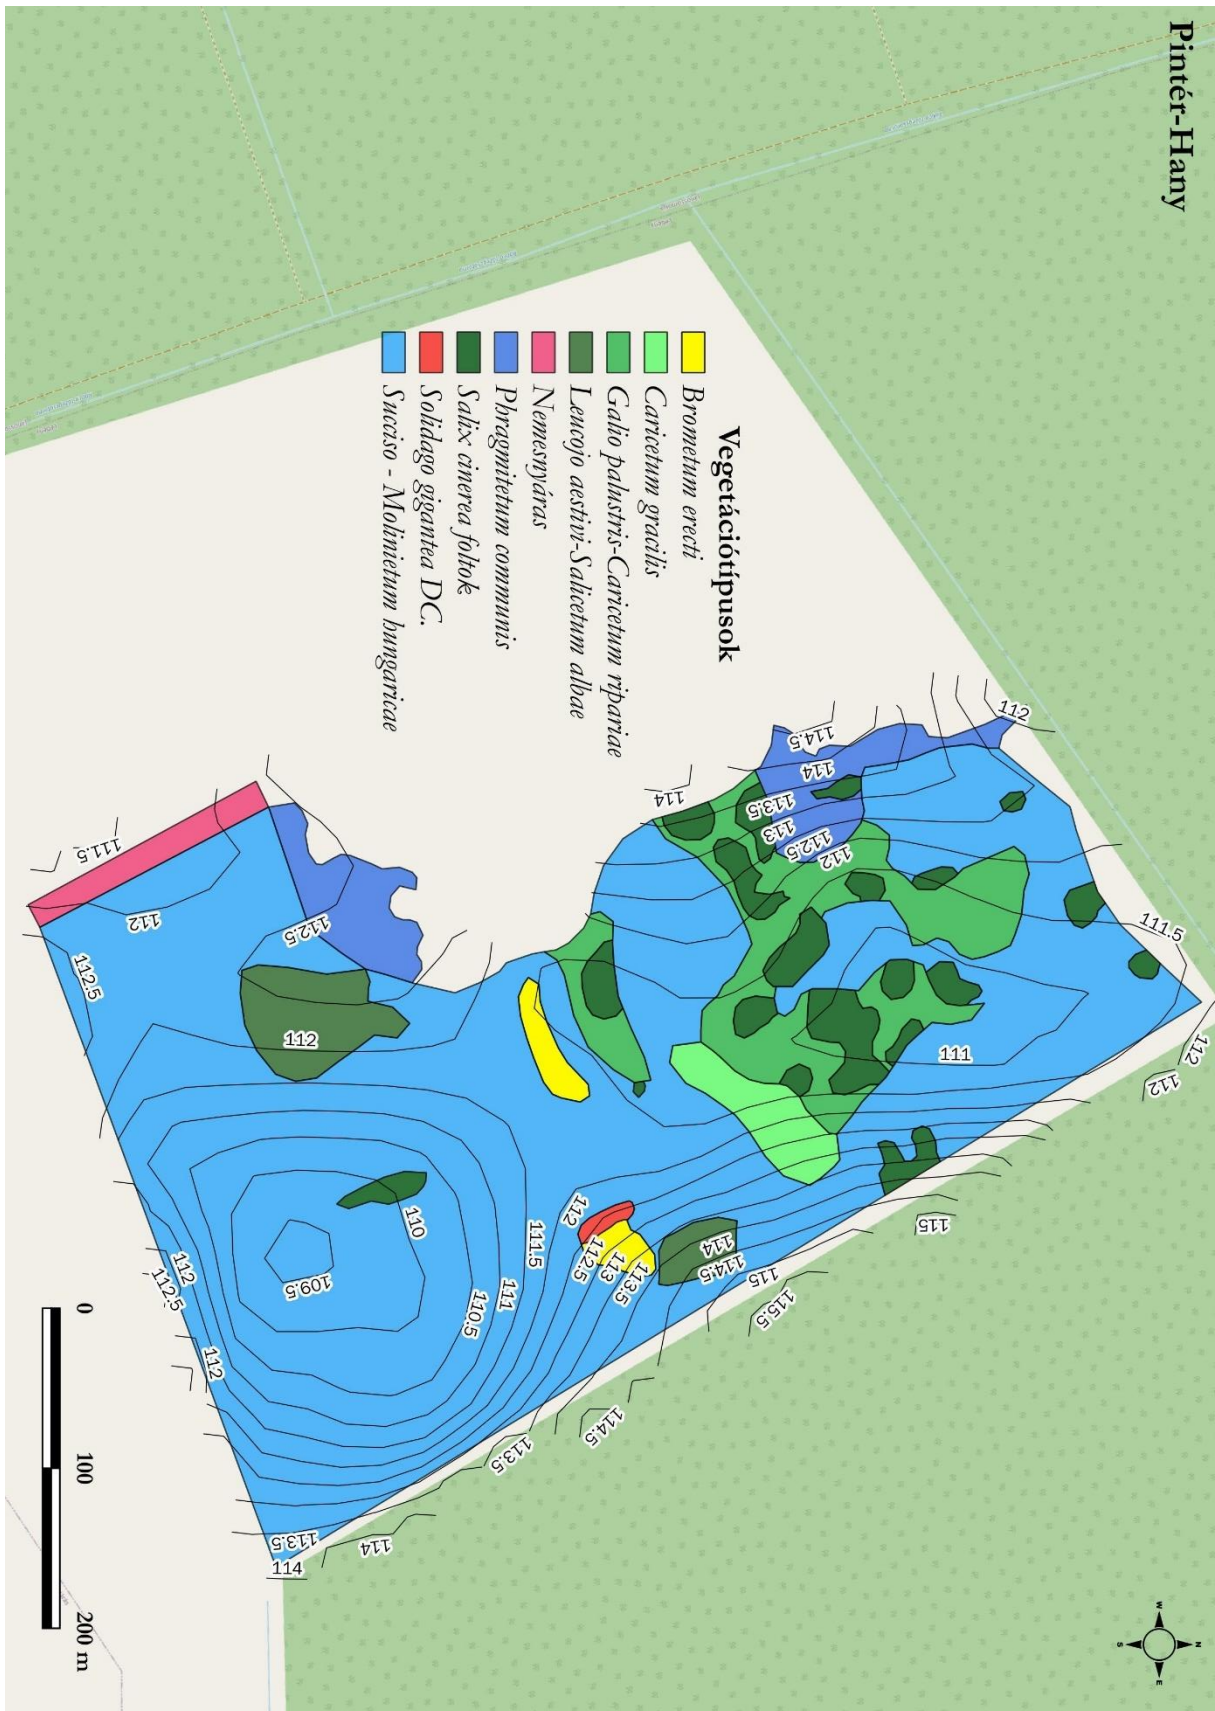 Pintér-Hany
Vegetációtípusok
Brometum erecti
Caricetum gracilis
Galio palustris-Caricetum ripariae
Leucojo aestivi-Salicetum albae
Nemesnyáras
Phragmitetum communis
Salix cinerea foltok
Solidago gigantea DC.
Succiso - Molinietum hungaricae
112
114.5
114
114
113.5
113
112.5
112
111.5
112
112
111
115
111.5
112
112.5
112.5
112
110
109.5
112
112.5
113
113.5
114
114.5
115
115.5
111.5
111
110.5
112
112.5
112
114.5
113.5
114
113.5
114
0
100
200 m
N
W
E
S